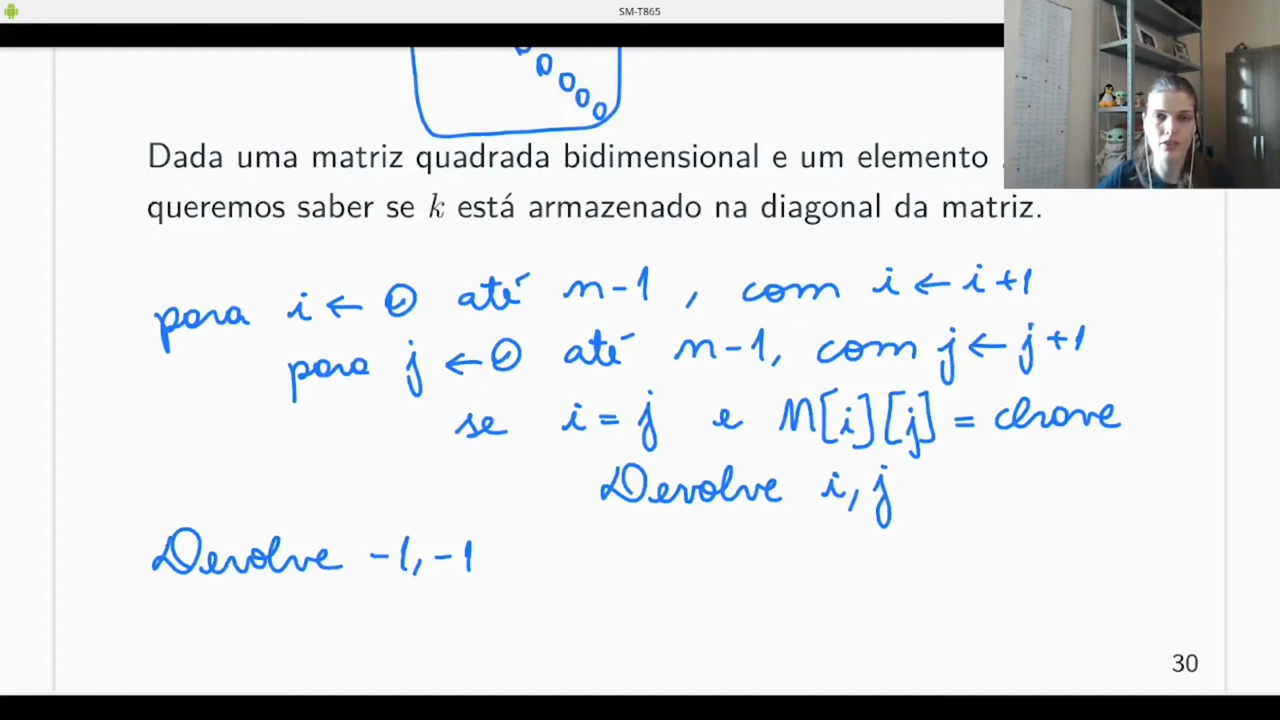 SM-T865
Dada uma matriz quadrada bidimensional e um elemento
queremos saber se k está armazenado na diagonal da matriz.
para i ← 0 até n-1, com i ← i+1
para j ← 0 até n-1, com j ← j+1
se i = j e M[i][j] = chave
Devolve i, j
Devolve -1, -1
30